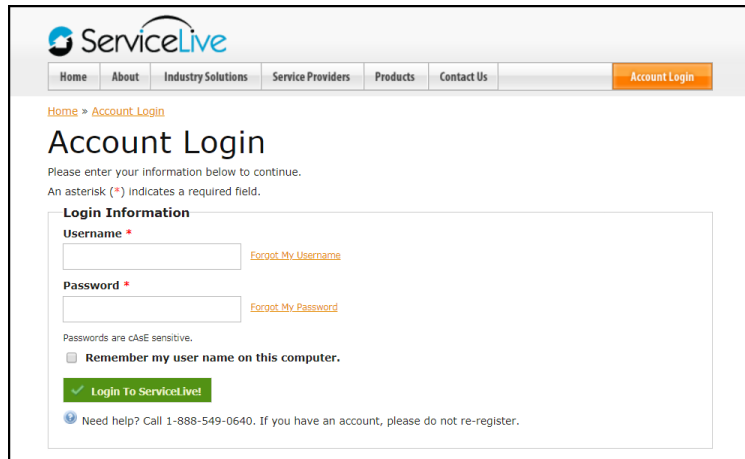 ServiceLive
Home About Industry Solutions Service Providers Products Contact Us Account Login
Home » Account Login
Account Login
Please enter your information below to continue.
An asterisk (*) indicates a required field.
Login Information
Username *
Forgot My Username
Password *
Forgot My Password
Passwords are cAsE sensitive.
Remember my user name on this computer.
Login To ServiceLive!
Need help? Call 1-888-549-0640. If you have an account, please do not re-register.